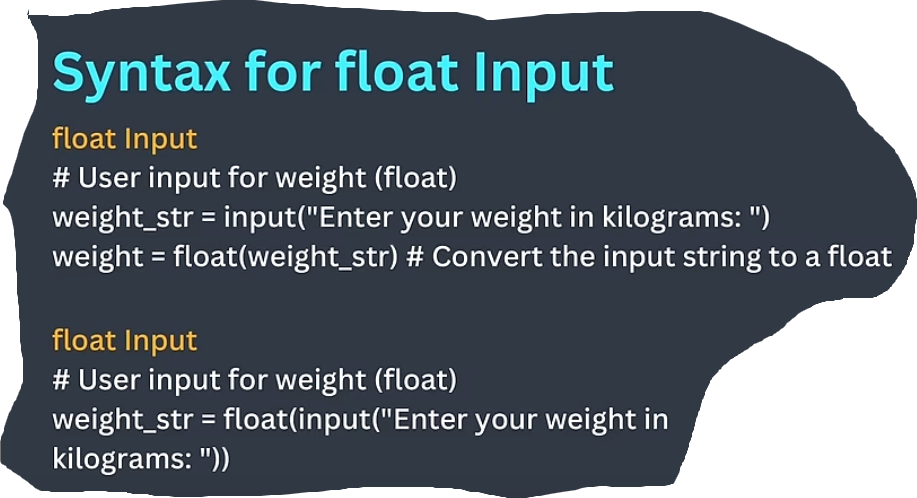 Syntax for float Input
float Input
# User input for weight (float)
weight_str = input("Enter your weight in kilograms: ")
weight = float(weight_str) # Convert the input string to a float
float Input
# User input for weight (float)
weight_str = float(input("Enter your weight in
kilograms: "))